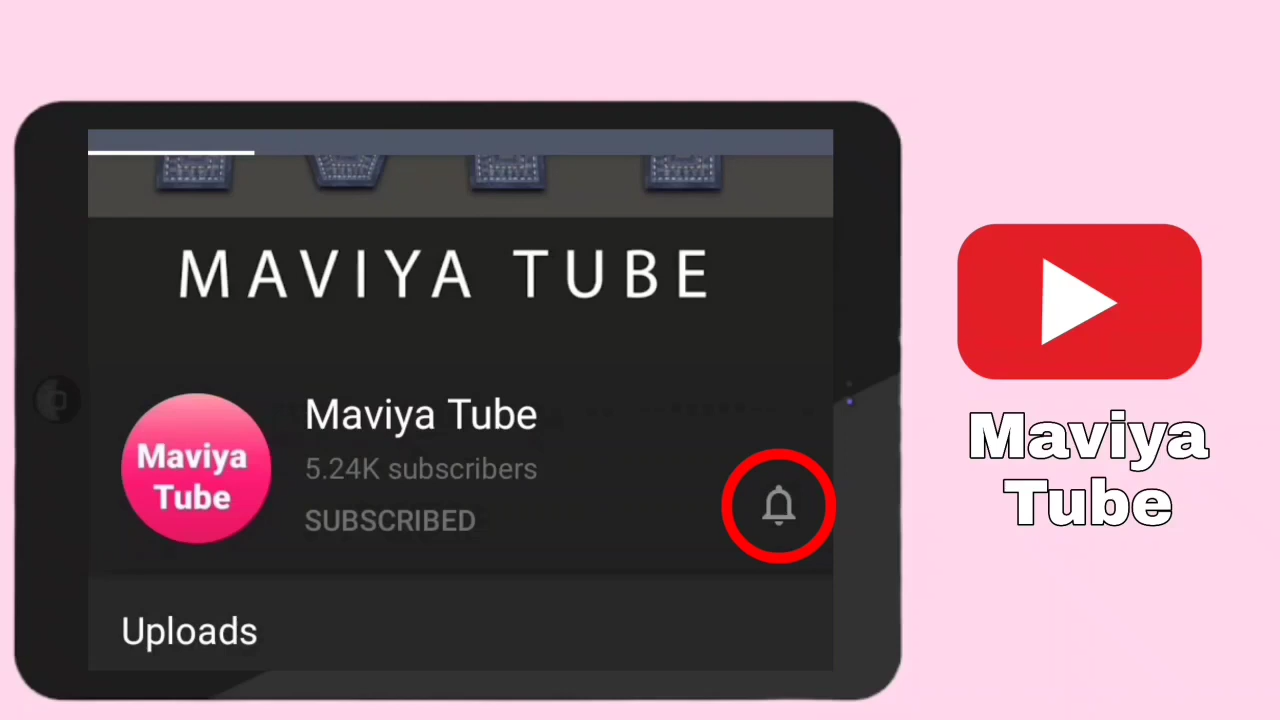 MAVIYA TUBE
Maviya
Tube
Maviya Tube
5.24K subscribers
SUBSCRIBED
Uploads
Maviya
Tube